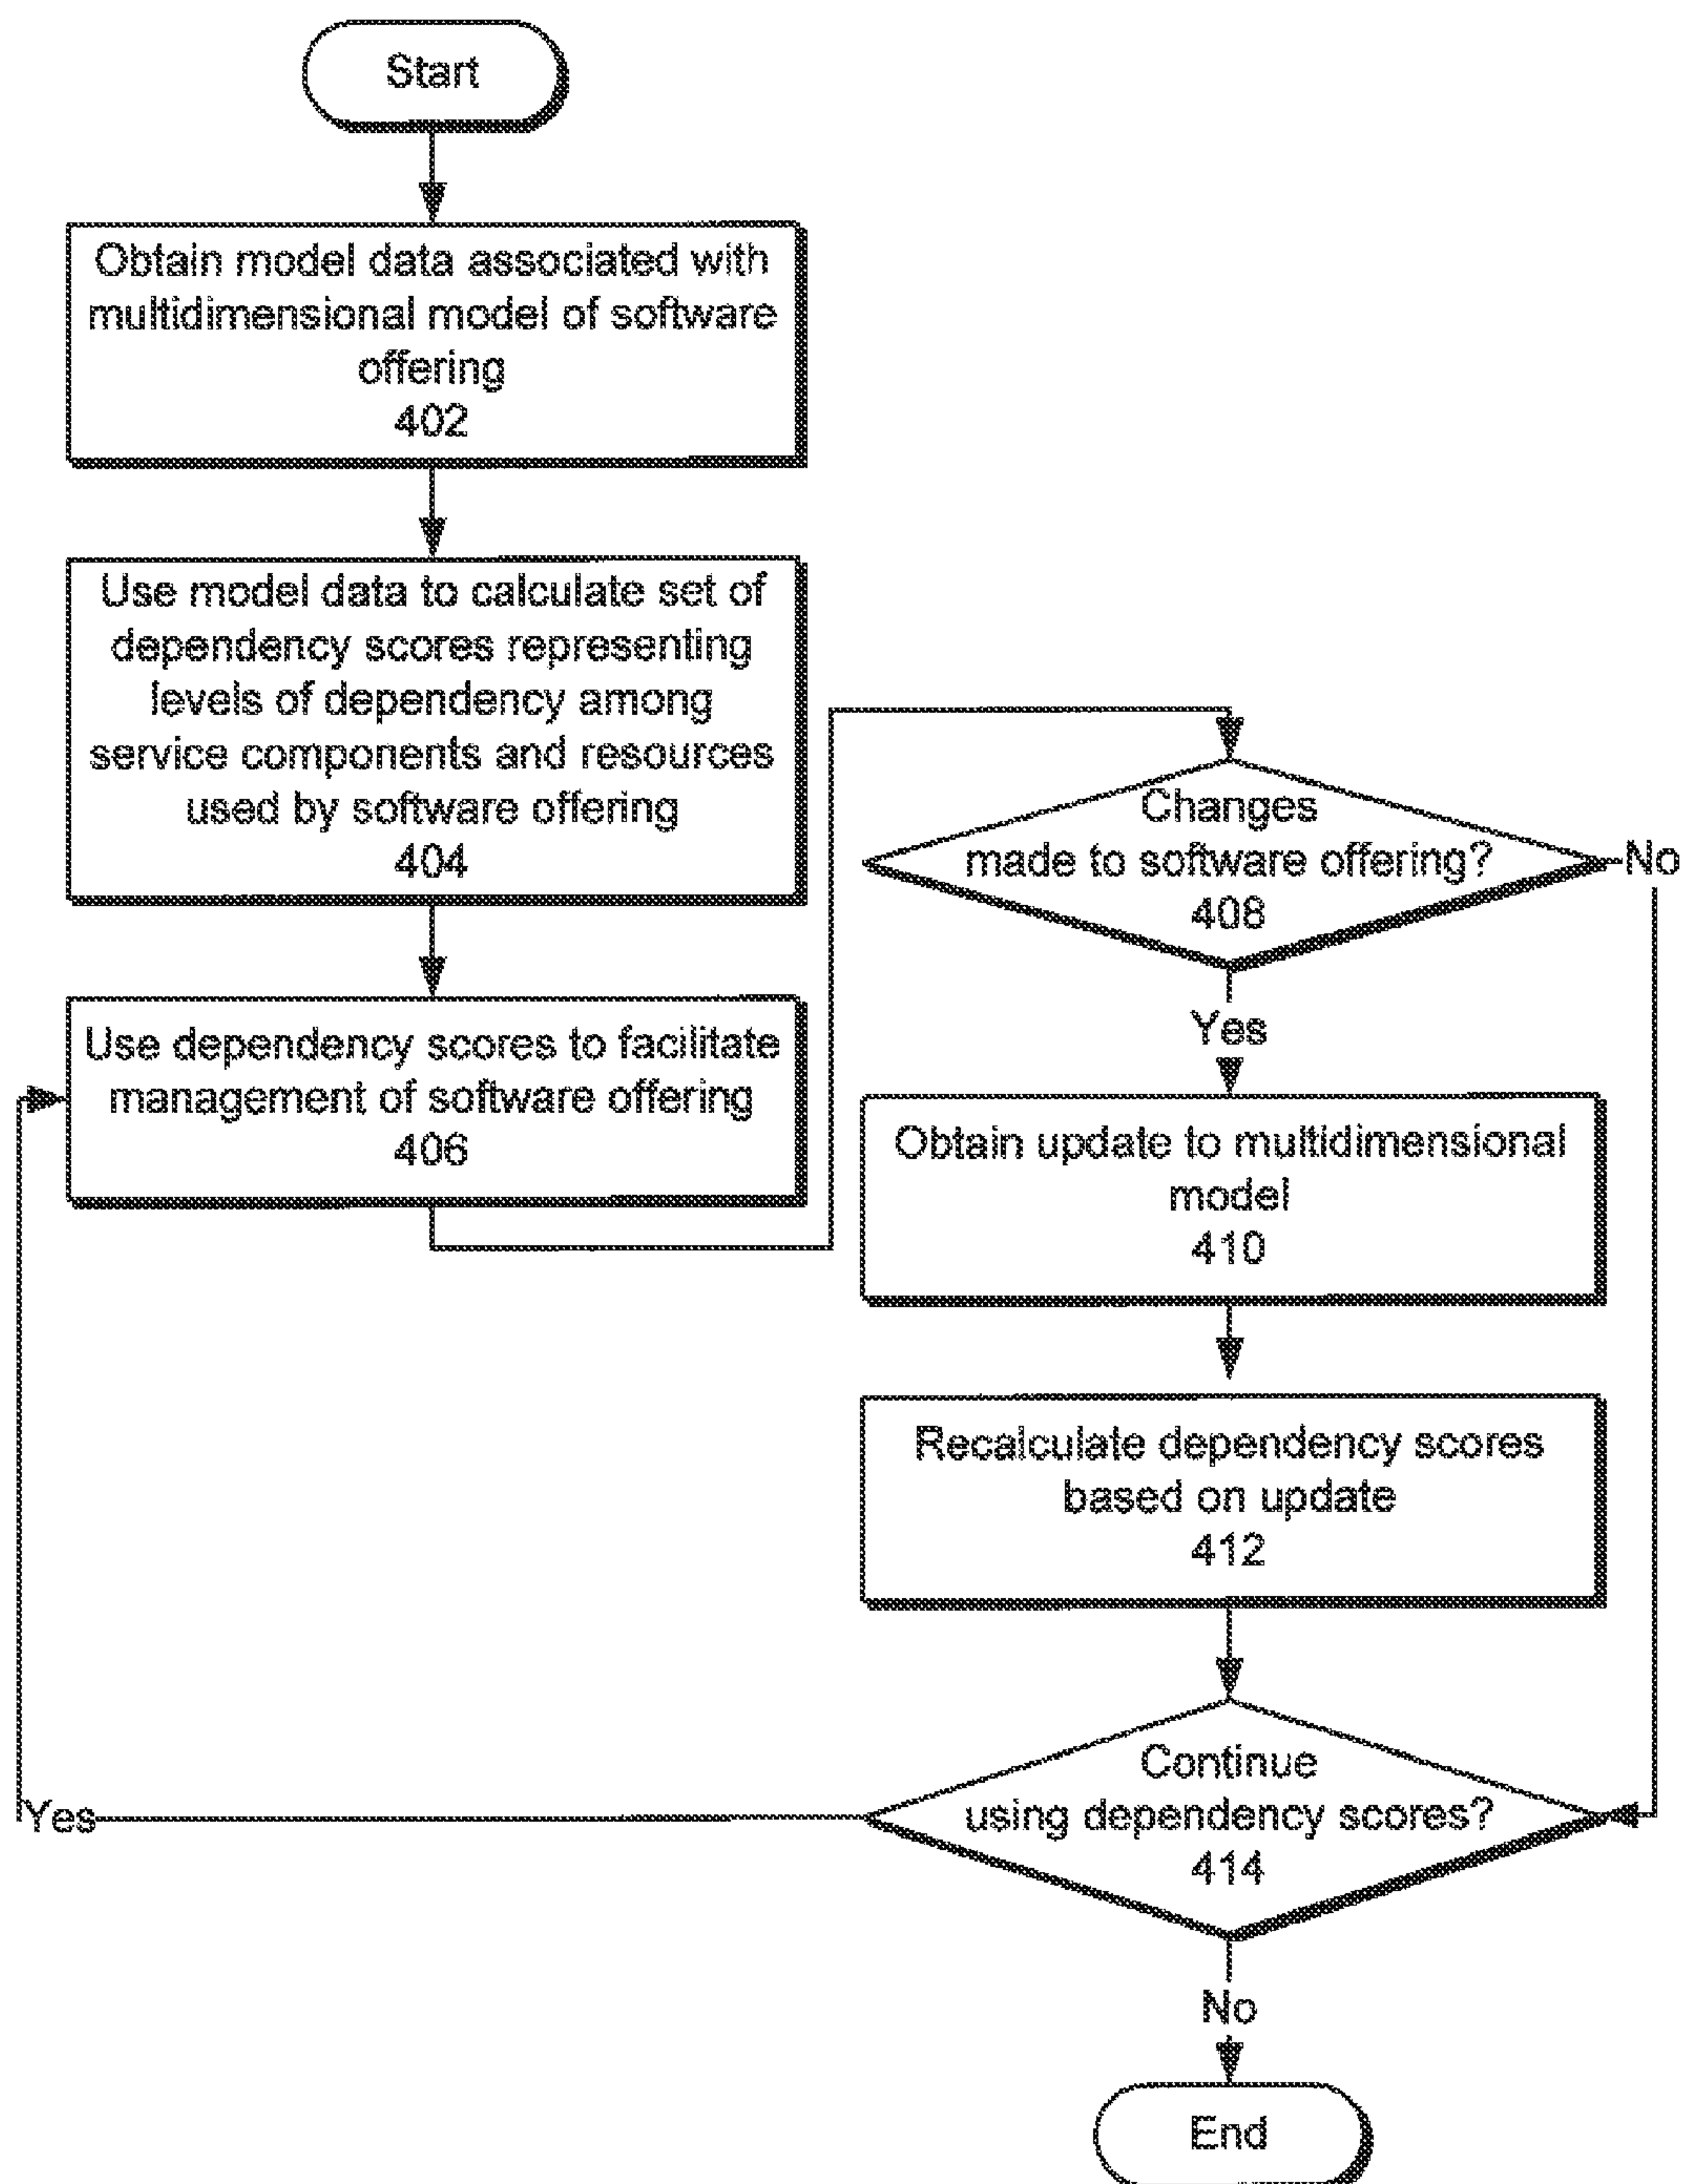 Start
Obtain model data associated with
multidimensional model of software
offering
402
Use model data to calculate set of
dependency scores representing
levels of dependency among
service components and resources
used by software offering
404
Use dependency scores to facilitate
management of software offering
406
Changes
made to software offering?
408
No
Yes
Obtain update to multidimensional
model
410
Recalculate dependency scores
based on update
412
Continue
using dependency scores?
414
Yes
No
End